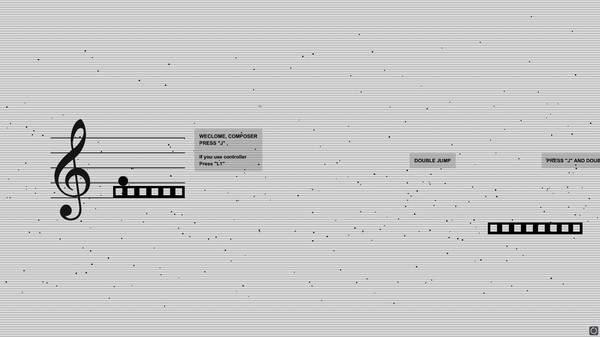 WECLOME, COMPOSER
PRESS "J" ,
if you use controller
Press "L1"
DOUBLE JUMP
"PRESS "J" AND DOUB